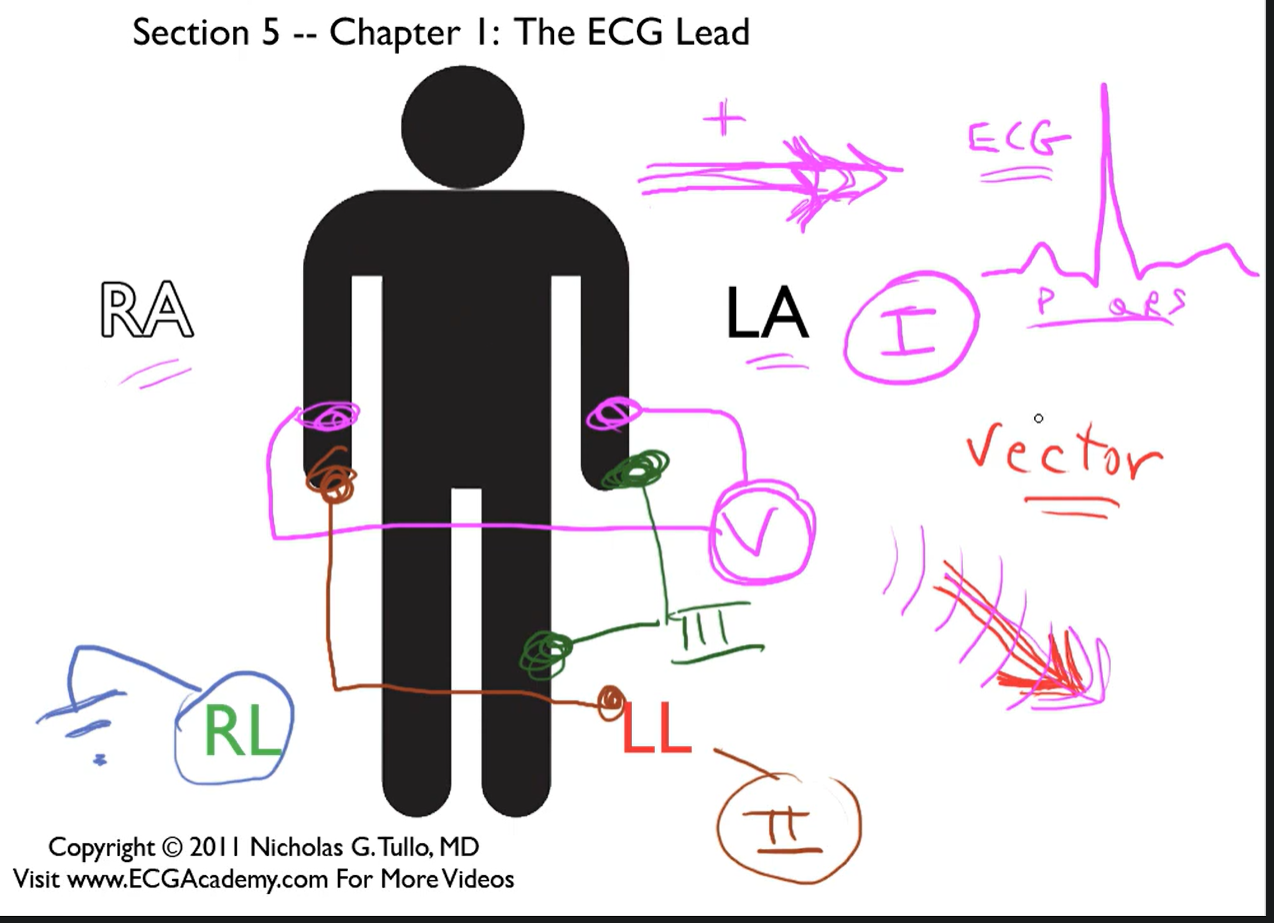 Section 5 -- Chapter 1: The ECG Lead
+
ECG
RA
LA
I
P QRS
vector
V
III
RL
LL
II
Copyright © 2011 Nicholas G. Tullo, MD
Visit www.ECGAcademy.com For More Videos